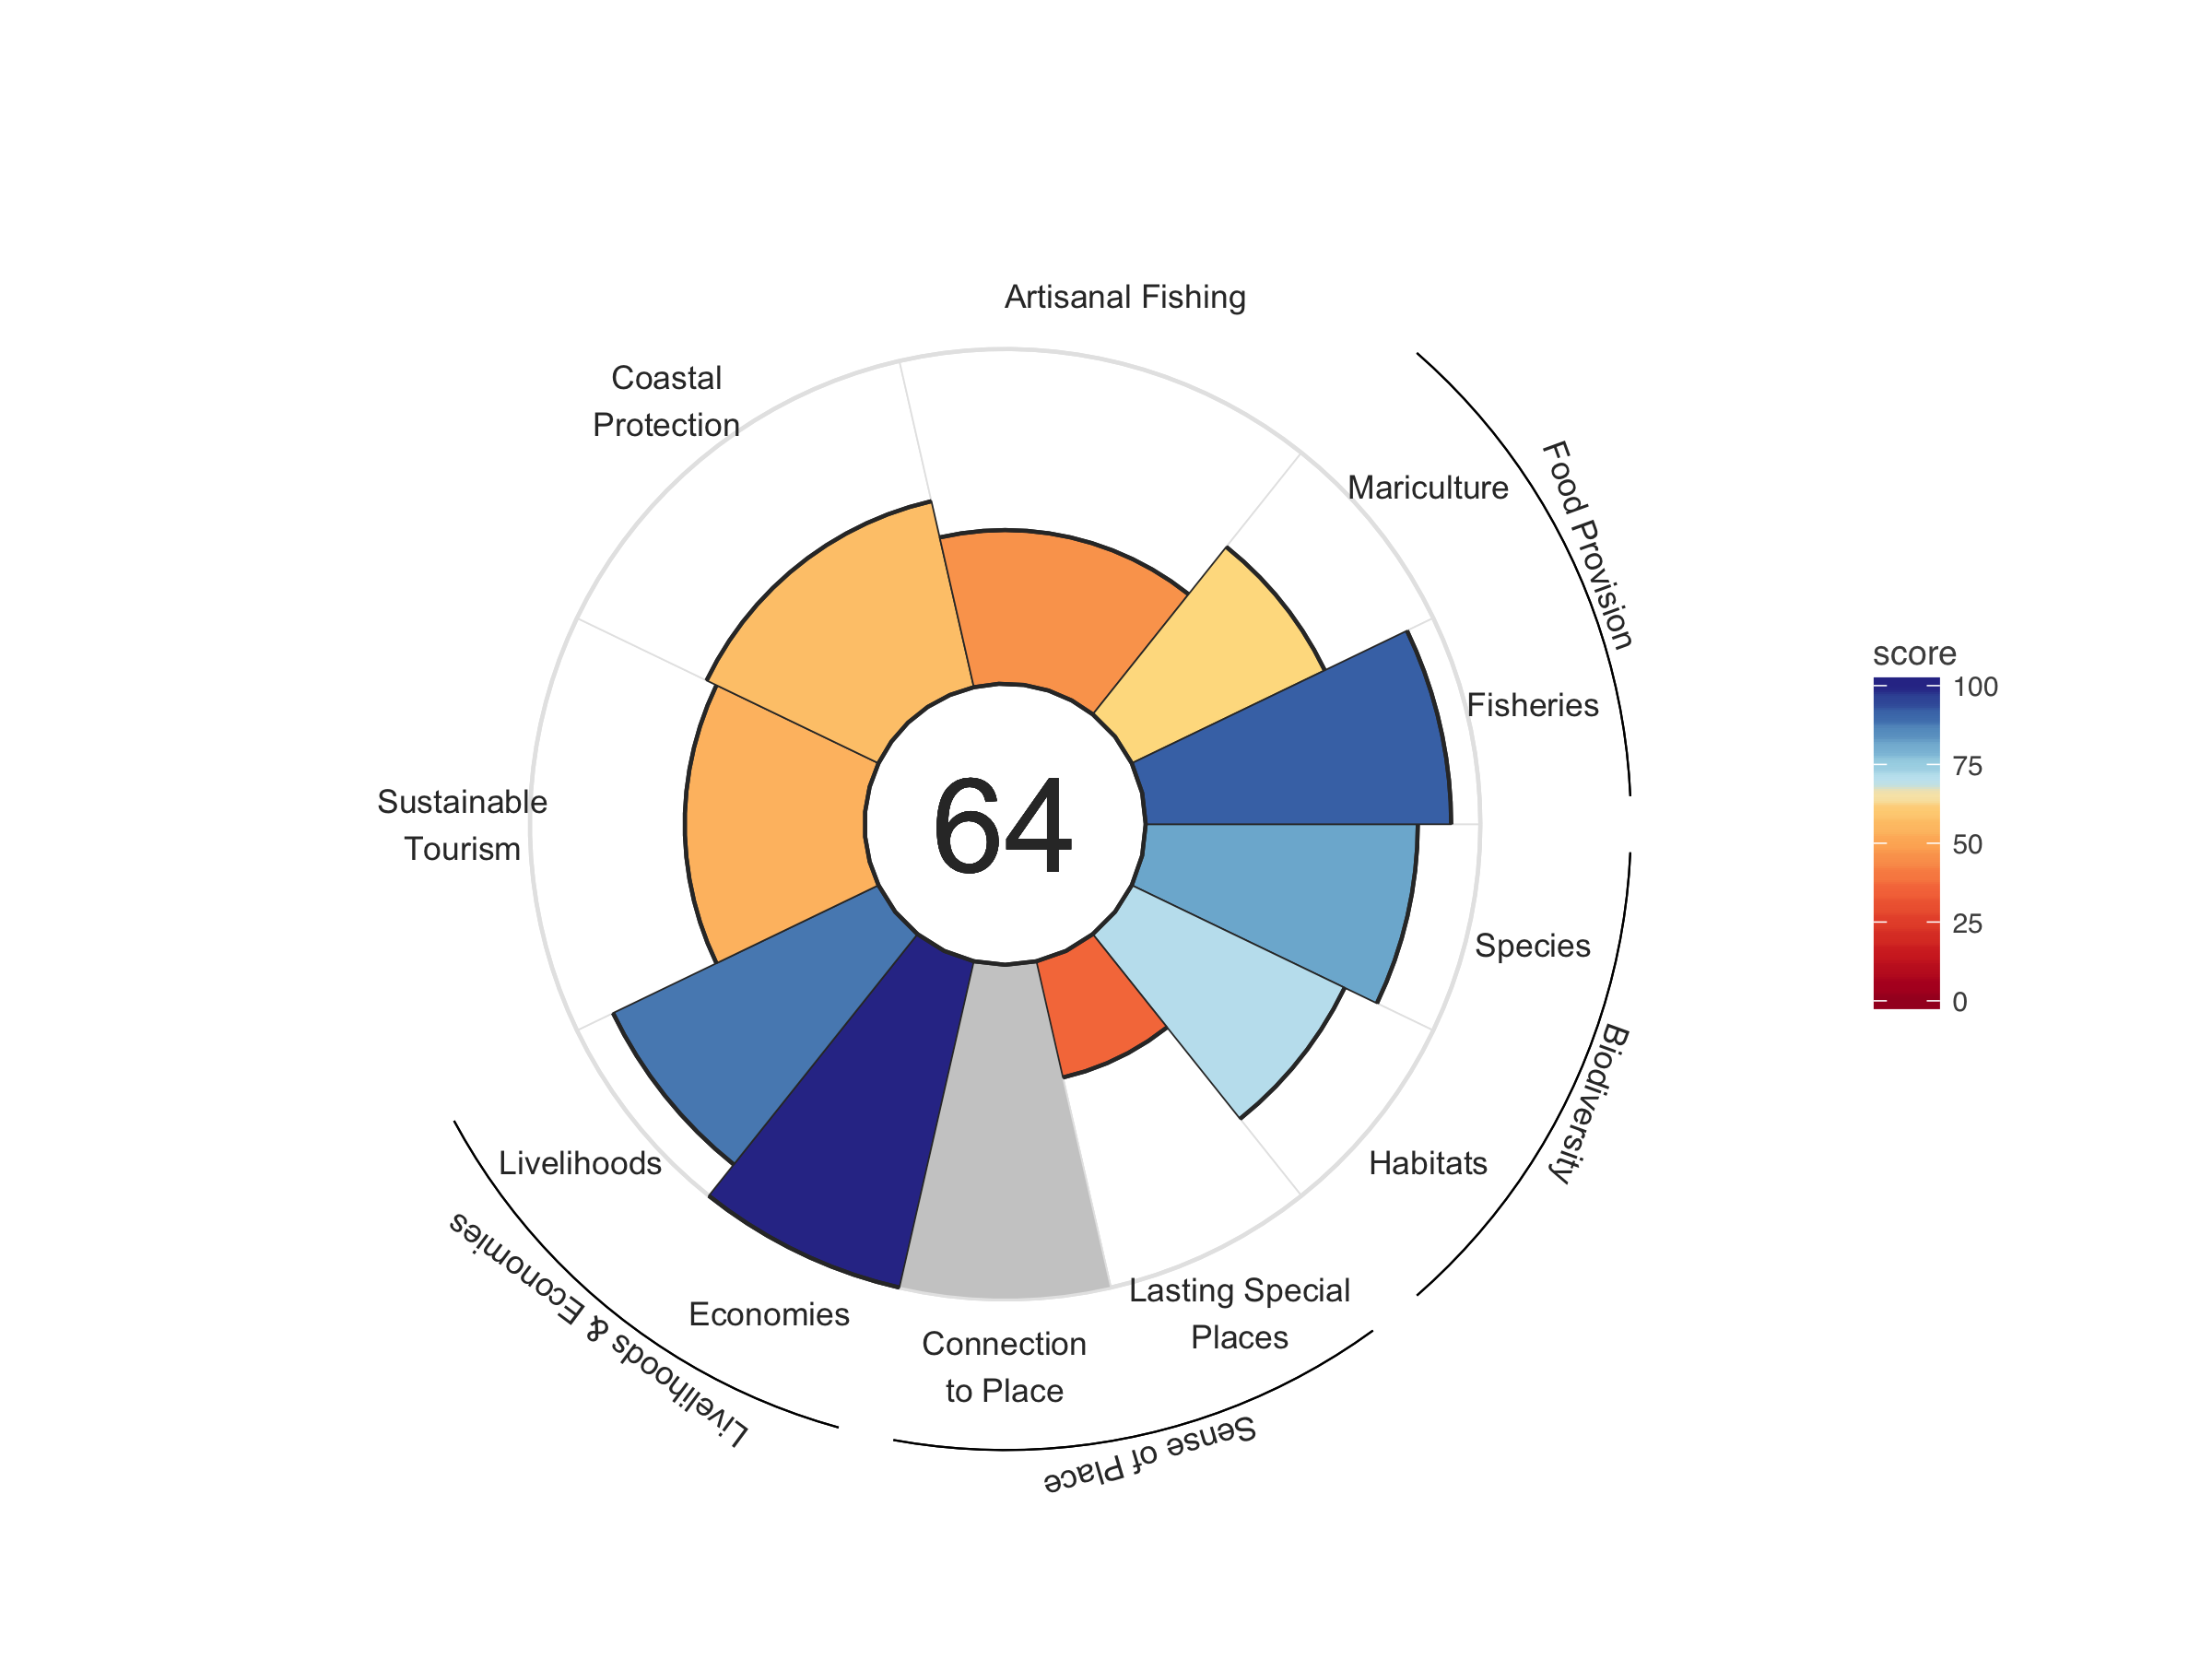 Artisanal Fishing
Coastal
Protection
Mariculture
Food Provision
Fisheries
score
100
75
50
25
0
64
Sustainable
Tourism
Species
Biodiversity
Habitats
Livelihoods
Livelihoods & Economies
Economies
Lasting Special
Places
Connection
to Place
Sense of Place